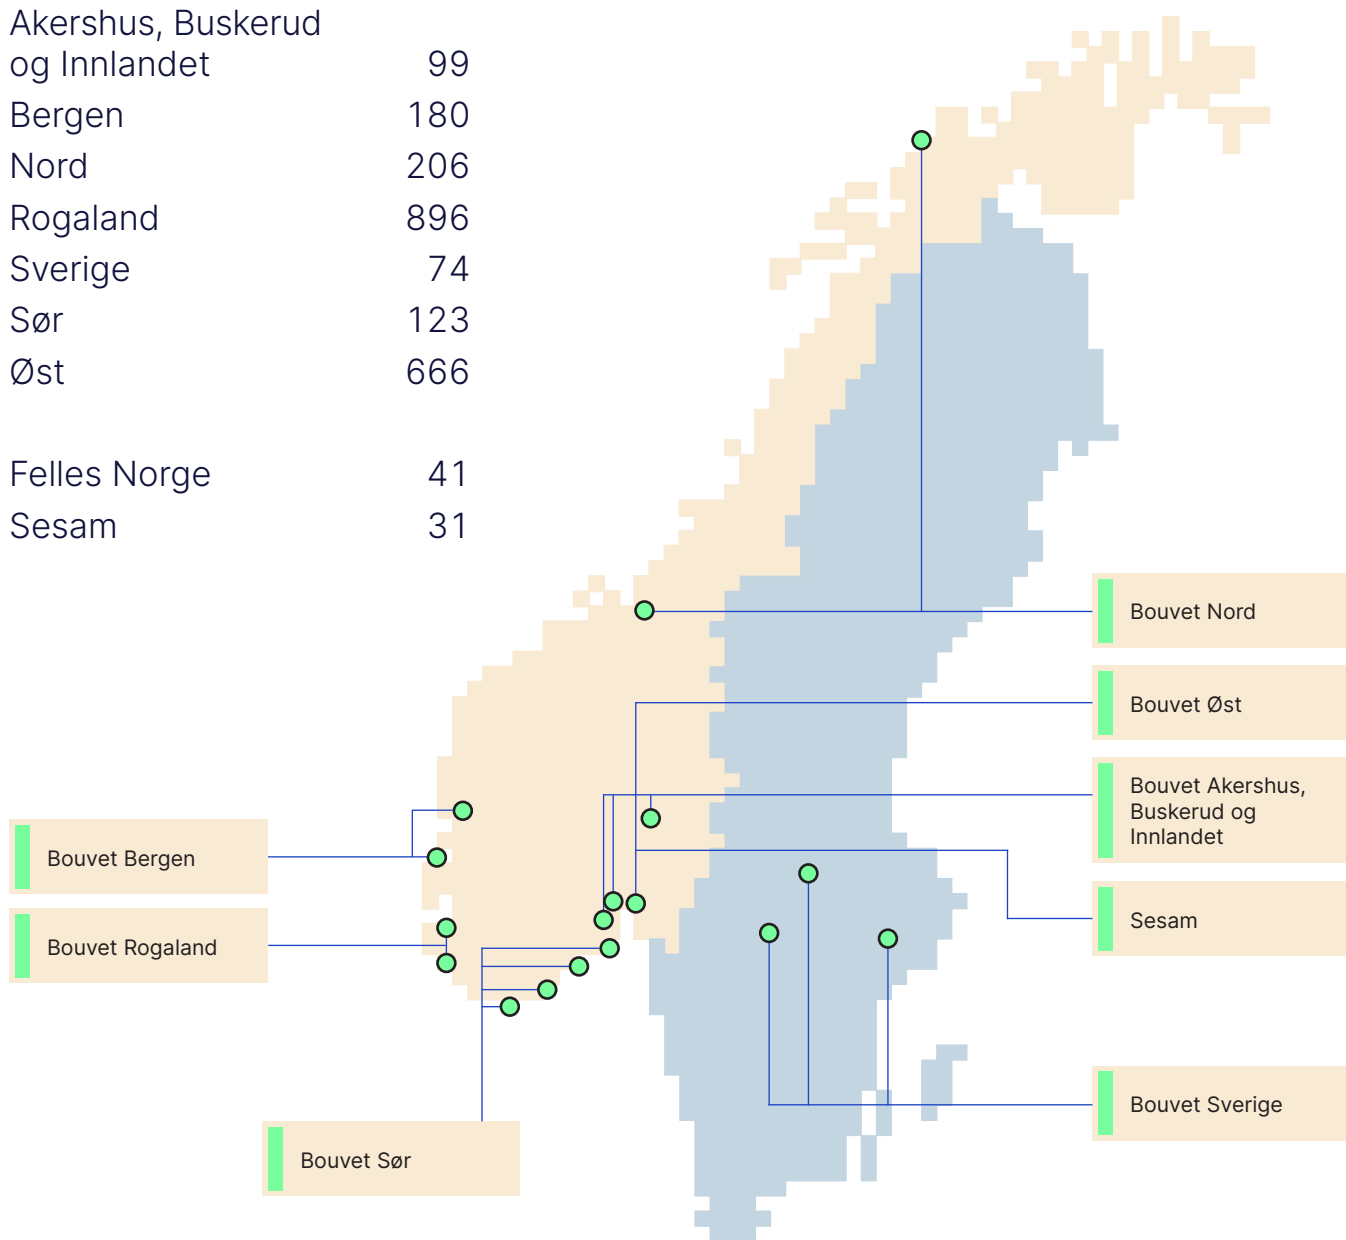 Akershus, Buskerud
og Innlandet 99
Bergen 180
Nord 206
Rogaland 896
Sverige 74
Sør 123
Øst 666
Felles Norge 41
Sesam 31
Bouvet Nord
Bouvet Øst
Bouvet Akershus,
Buskerud og
Innlandet
Bouvet Bergen
Sesam
Bouvet Rogaland
Bouvet Sverige
Bouvet Sør